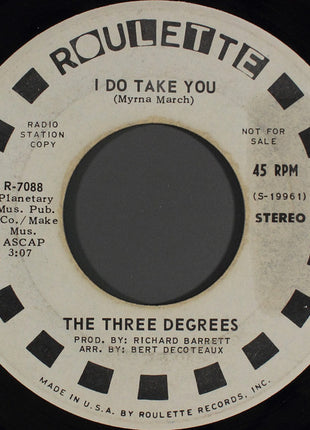 ROULETTE
I DO TAKE YOU
(Myrna March)
RADIO
STATION
COPY
NOT FOR
SALE
R-7088
Planetary
Mus. Pub.
Co./Make
Mus.
ASCAP
3:07
45 RPM
(S-19961)
STEREO
THE THREE DEGREES
PROD. BY: RICHARD BARRETT
ARR. BY: BERT DECOTEAUX
MADE IN U.S.A. BY ROULETTE RECORDS, INC.